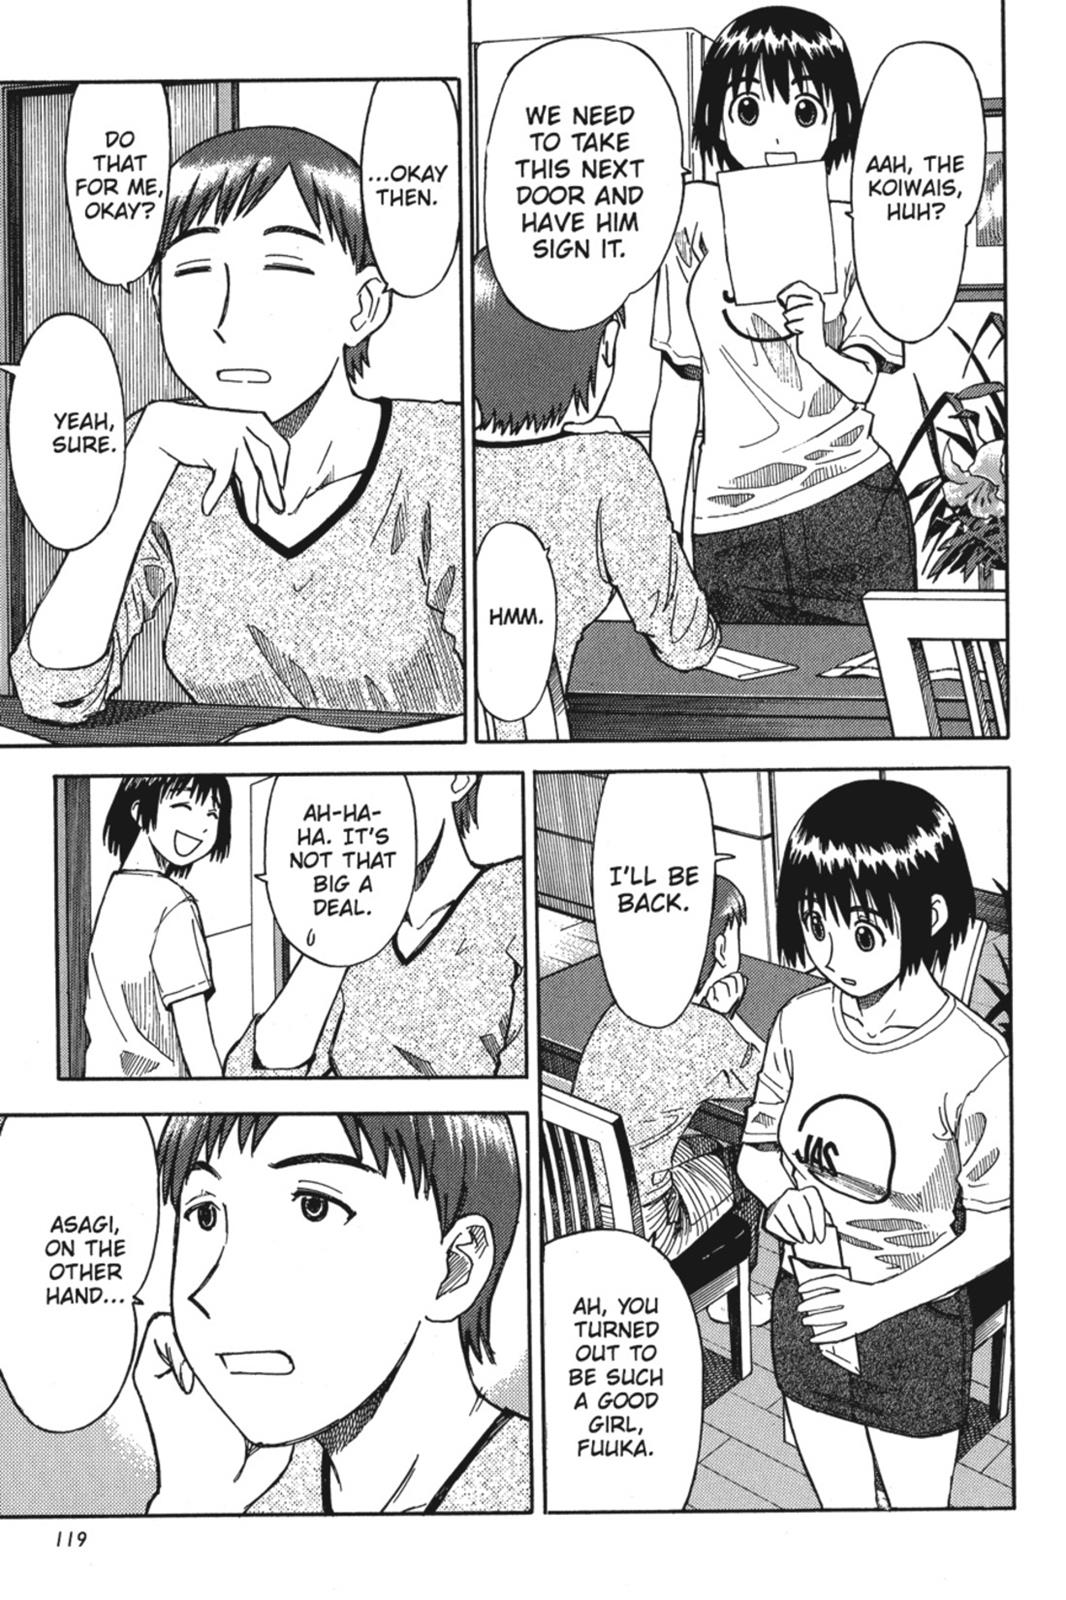 AAH, THE
KOIWAIS,
HUH?
WE NEED
TO TAKE
THIS NEXT
DOOR AND
HAVE HIM
SIGN IT.
HMM.
...OKAY
THEN.
DO
THAT
FOR ME,
OKAY?
YEAH,
SURE.
I'LL BE
BACK.
JAS
AH, YOU
TURNED
OUT TO
BE SUCH
A GOOD
GIRL,
FUUKA.
AH-HA-
HA. IT'S
NOT THAT
BIG A
DEAL.
ASAGI,
ON THE
OTHER
HAND...
119